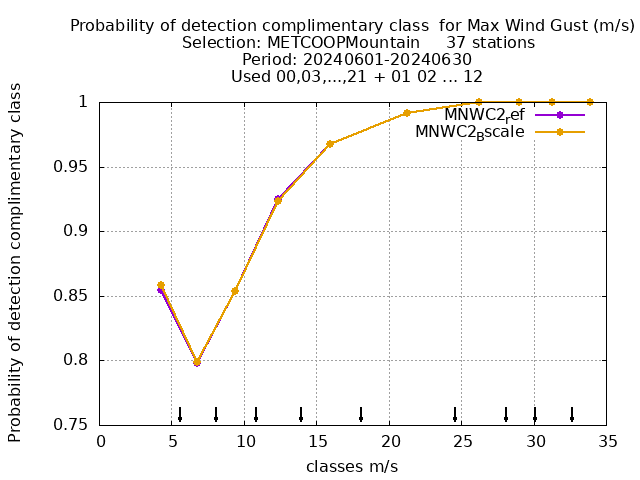 Probability of detection complimentary class  for Max Wind Gust (m/s)
Selection: METCOOPMountain     37 stations
Period: 20240601-20240630
Used 00,03,...,21 + 01 02 ... 12
Probability of detection complimentary class
1
0.95
0.9
0.85
0.8
0.75
MNWC2ref
MNWC2Bscale
0 5 10 15 20 25 30 35
classes m/s